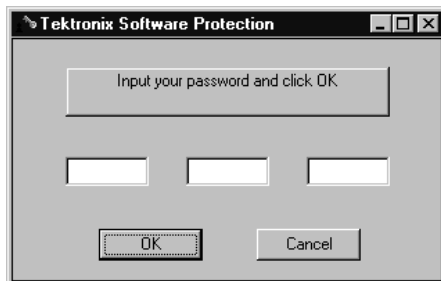 Tektronix Software Protection
Input your password and click OK
OK
Cancel